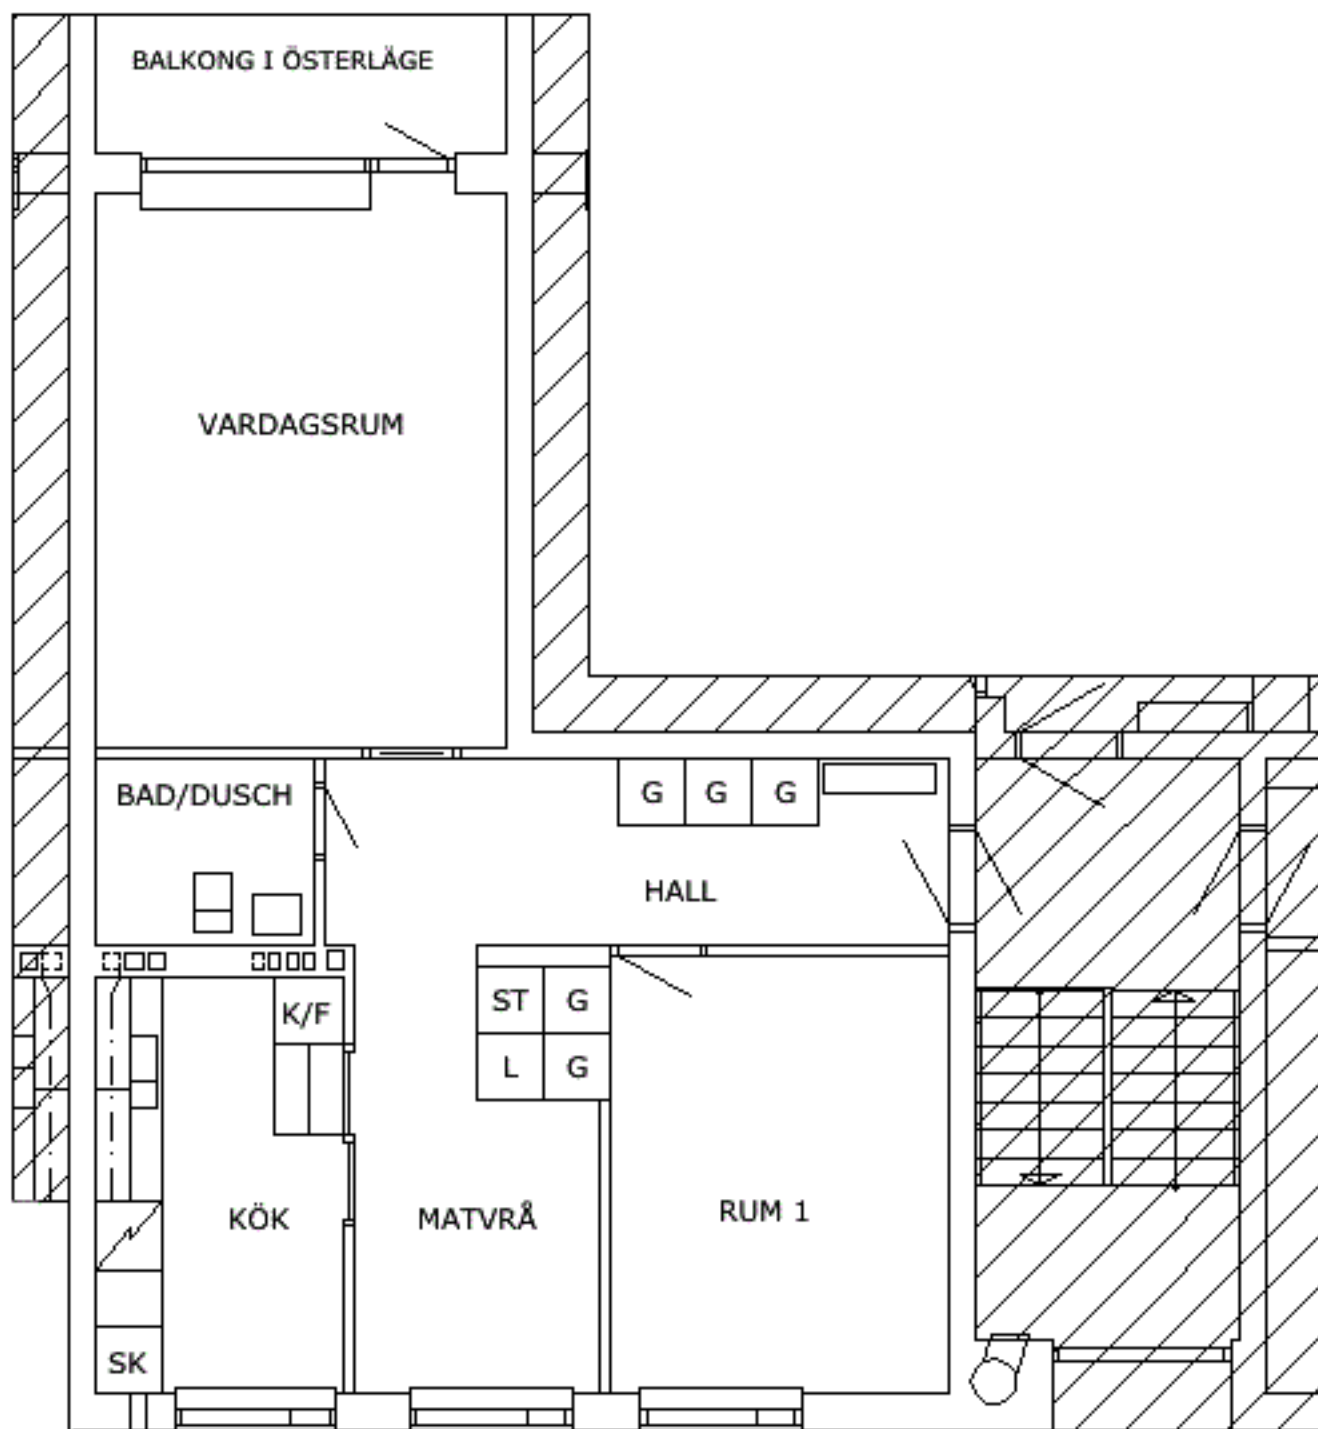 BALKONG I ÖSTERLÄGE
VARDAGSRUM
BAD/DUSCH
G G G
HALL
K/F
ST G
L G
KÖK
MATVRÅ
RUM 1
SK